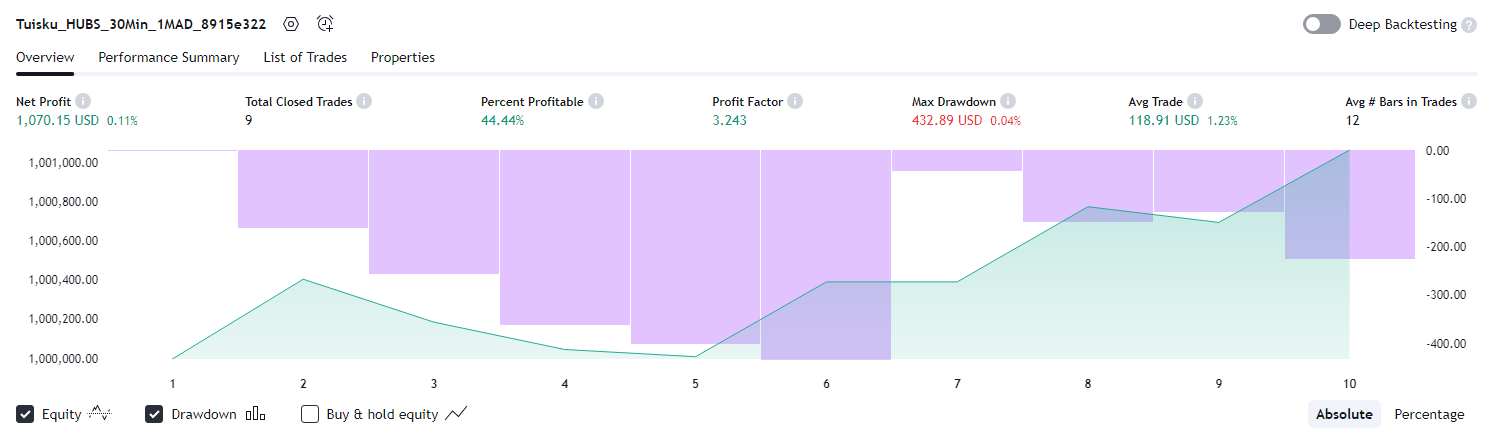 Tuisku_HUBS_30Min_1MAD_8915e322 Deep Backtesting ?
Overview Performance Summary List of Trades Properties
Net Profit Total Closed Trades Percent Profitable Profit Factor Max Drawdown Avg Trade Avg # Bars in Trades
1,070.15 USD 0.11% 9 44.44% 3.243 432.89 USD 0.04% 118.91 USD 1.23% 12
1,001,000.00 0.00
1,000,800.00 -100.00
1,000,600.00 -200.00
1,000,400.00 -300.00
1,000,200.00
1,000,000.00 -400.00
1 2 3 4 5 6 7 8 9 10
Equity Drawdown Buy & hold equity Absolute Percentage